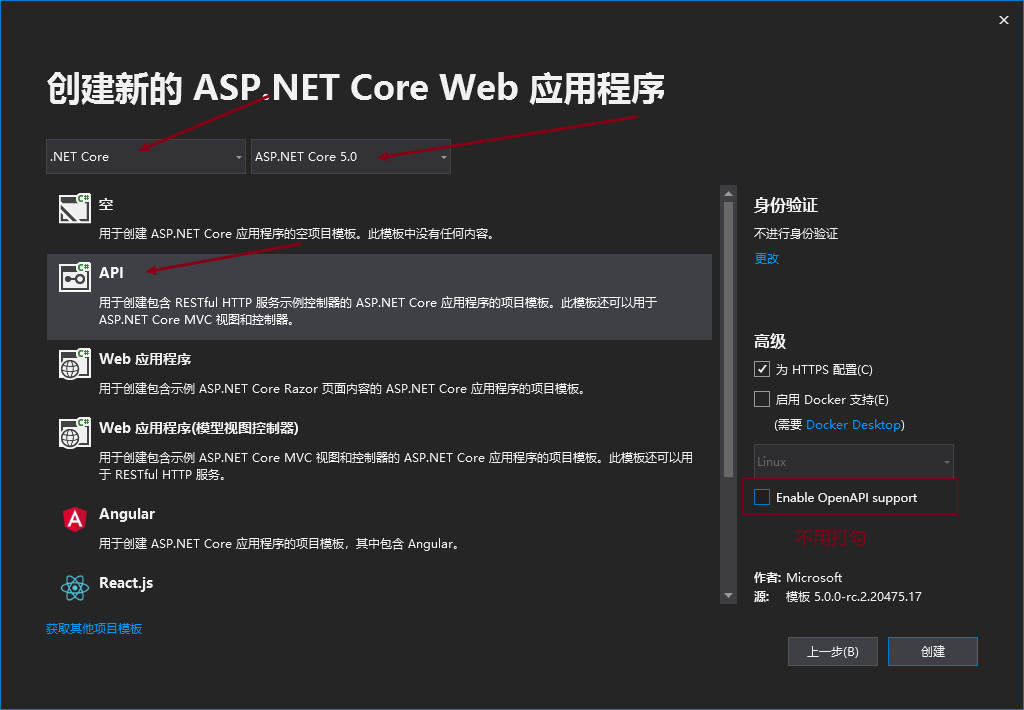 创建新的 ASP.NET Core Web 应用程序
.NET Core
ASP.NET Core 5.0
C#
空
用于创建 ASP.NET Core 应用程序的空项目模板。此模板中没有任何内容。
C#
API
用于创建包含 RESTful HTTP 服务示例控制器的 ASP.NET Core 应用程序的项目模板。此模板还可以用于
ASP.NET Core MVC 视图和控制器。
C#
Web 应用程序
用于创建包含示例 ASP.NET Core Razor 页面内容的 ASP.NET Core 应用程序的项目模板。
C#
Web 应用程序(模型视图控制器)
用于创建包含示例 ASP.NET Core MVC 视图和控制器的 ASP.NET Core 应用程序的项目模板。此模板还可以用
于 RESTful HTTP 服务。
Angular
用于创建 ASP.NET Core 应用程序的项目模板，其中包含 Angular。
React.js
获取其他项目模板
身份验证
不进行身份验证
更改
高级
为 HTTPS 配置(C)
启用 Docker 支持(E)
(需要 Docker Desktop)
Linux
Enable OpenAPI support
不用打勾
作者: Microsoft
源: 模板 5.0.0-rc.2.20475.17
上一步(B)
创建